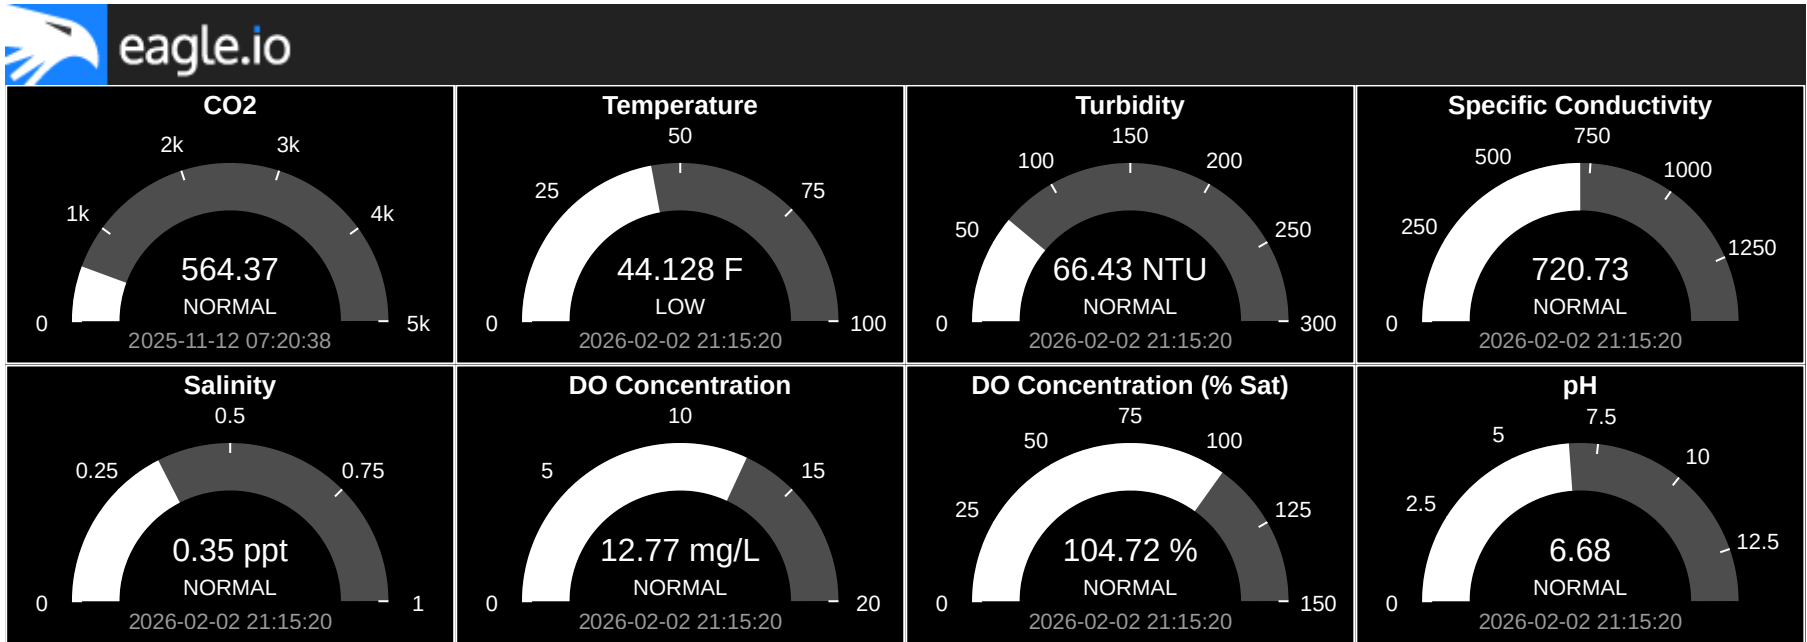 eagle.io
CO2
0
1k
2k
3k
4k
5k
564.37
NORMAL
2025-11-12 07:20:38
Temperature
0
25
50
75
100
44.128 F
LOW
2026-02-02 21:15:20
Turbidity
0
50
100
150
200
250
300
66.43 NTU
NORMAL
2026-02-02 21:15:20
Specific Conductivity
0
250
500
750
1000
1250
720.73
NORMAL
2026-02-02 21:15:20
Salinity
0
0.25
0.5
0.75
1
0.35 ppt
NORMAL
2026-02-02 21:15:20
DO Concentration
0
5
10
15
20
12.77 mg/L
NORMAL
2026-02-02 21:15:20
DO Concentration (% Sat)
0
25
50
75
100
125
150
104.72 %
NORMAL
2026-02-02 21:15:20
pH
0
2.5
5
7.5
10
12.5
6.68
NORMAL
2026-02-02 21:15:20